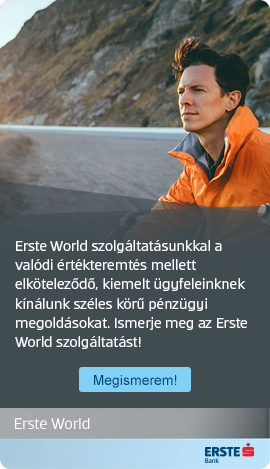 Erste World szolgáltatásunkkal a
valódi értékteremtés mellett
elköteleződő, kiemelt ügyfeleinknek
kínálunk széles körű pénzügyi
megoldásokat. Ismerje meg az Erste
World szolgáltatást!
Megismerem!
Erste World
ERSTE
Bank